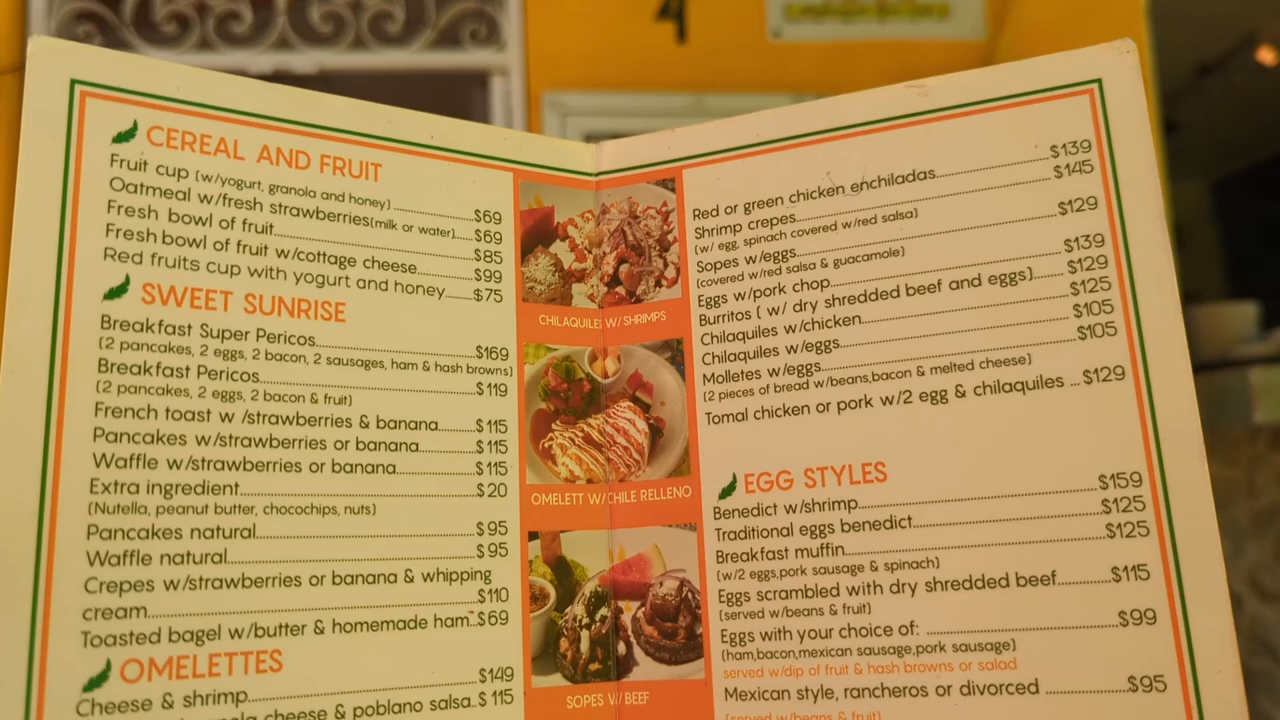 4
CEREAL AND FRUIT
Fruit cup (w/yogurt, granola and honey) $69
Oatmeal w/fresh strawberries(milk or water) $69
Fresh bowl of fruit $85
Fresh bowl of fruit w/cottage cheese $99
Red fruits cup with yogurt and honey $75
SWEET SUNRISE
Breakfast Super Pericos $169
(2 pancakes, 2 eggs, 2 bacon, 2 sausages, ham & hash browns)
Breakfast Pericos $119
(2 pancakes, 2 eggs, 2 bacon & fruit)
French toast w /strawberries & banana $115
Pancakes w/strawberries or banana $115
Waffle w/strawberries or banana $115
Extra ingredient $20
(Nutella, peanut butter, chocochips, nuts)
Pancakes natural $95
Waffle natural $95
Crepes w/strawberries or banana & whipping
cream $110
Toasted bagel w/butter & homemade ham $69
OMELETTES
Cheese & shrimp $149
cheese & poblano salsa $115
CHILAQUILES W/SHRIMPS
OMELETT W/CHILE RELLENO
SOPES W/BEEF
Red or green chicken enchiladas $139
Shrimp crepes $145
(w/ egg, spinach covered w/red salsa)
Sopes w/eggs $129
(covered w/red salsa & guacamole)
Eggs w/pork chop $139
Burritos ( w/ dry shredded beef and eggs) $129
Chilaquiles w/chicken $125
Chilaquiles w/eggs $105
Molletes w/eggs $105
(2 pieces of bread w/beans,bacon & melted cheese)
Tomal chicken or pork w/2 egg & chilaquiles ... $129
EGG STYLES
Benedict w/shrimp $159
Traditional eggs benedict $125
Breakfast muffin $125
(w/2 eggs,pork sausage & spinach)
Eggs scrambled with dry shredded beef $115
(served w/beans & fruit)
Eggs with your choice of: $99
(ham,bacon,mexican sausage,pork sausage)
served w/dip of fruit & hash browns or salad
Mexican style, rancheros or divorced $95
(served w/beans & fruit)